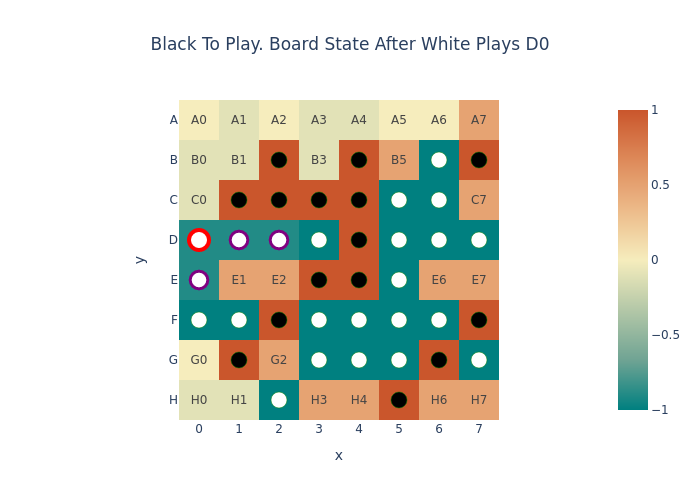 Black To Play. Board State After White Plays D0
A A0 A1 A2 A3 A4 A5 A6 A7
B B0 B1 B3 B5
C C0 C7
D
E E1 E2 E6 E7
F
G G0 G2
H H0 H1 H3 H4 H6 H7
0 1 2 3 4 5 6 7
x
y
1
0.5
0
−0.5
−1